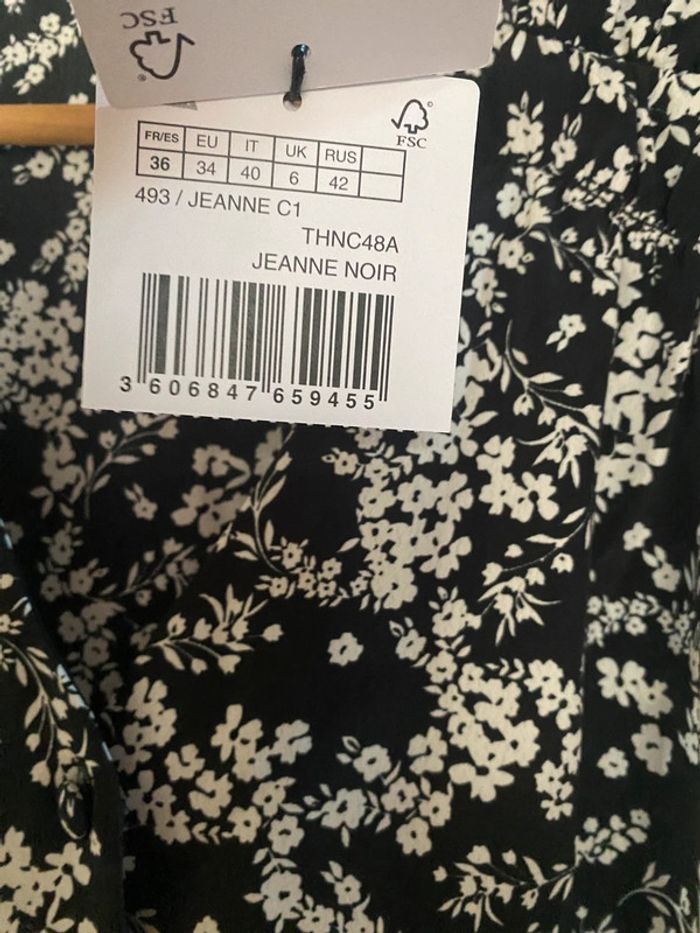 FSC
FSC
FR/ES EU IT UK RUS
36 34 40 6 42
493 / JEANNE C1
THNC48A
JEANNE NOIR
3 606847 659455